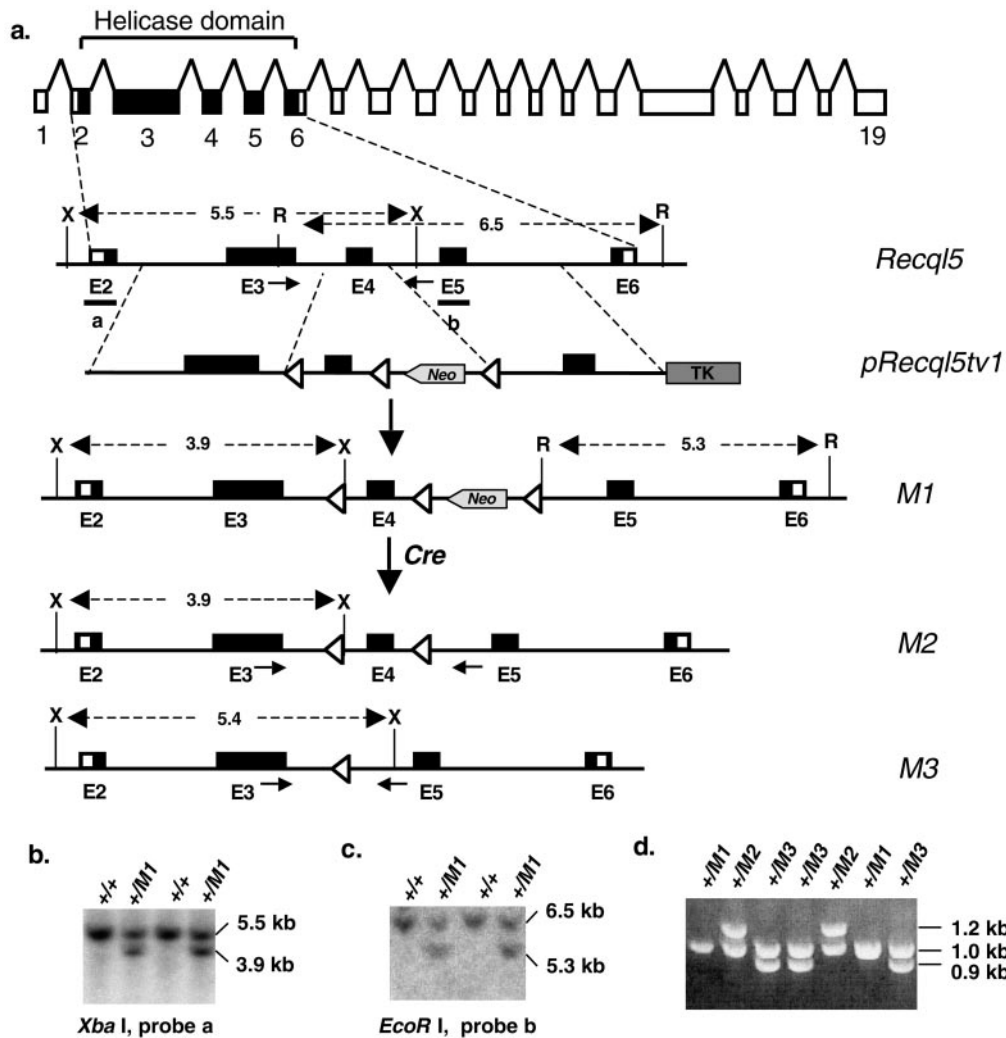 a.
Helicase domain
1 2 3 4 5 6 19
X 5.5 R X 6.5 R
E2 E3 E4 E5 E6
Recql5
a b
Neo TK
pRecql5tv1
X 3.9 X R 5.3 R
Neo
M1
E2 E3 E4 E5 E6
Cre
X 3.9 X
M2
E2 E3 E4 E5 E6
X 5.4 X
M3
E2 E3 E5 E6
b.
+/+ +/M1 +/+ +/M1
5.5 kb
3.9 kb
Xba I, probe a
c.
+/+ +/M1 +/+ +/M1
6.5 kb
5.3 kb
EcoR I, probe b
d.
+/M1 +/M2 +/M3 +/M3 +/M2 +/M1 +/M3
1.2 kb
1.0 kb
0.9 kb